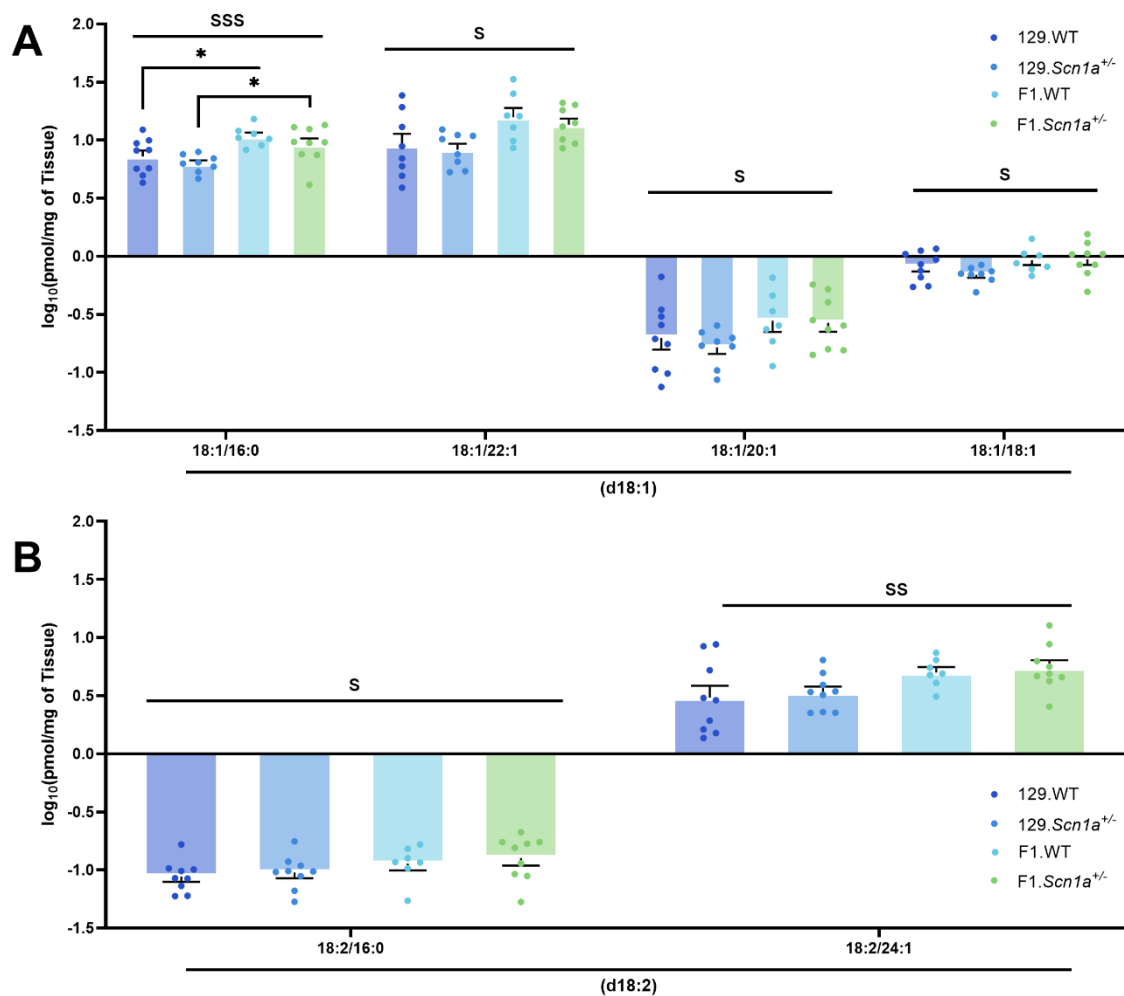 A
SSS
S
S
S
*
*
129.WT
129.Scn1a+/-
F1.WT
F1.Scn1a+/-
log10(pmol/mg of Tissue)
2.0
1.5
1.0
0.5
0.0
-0.5
-1.0
-1.5
18:1/16:0 18:1/22:1 18:1/20:1 18:1/18:1
(d18:1)
B
S
SS
log10(pmol/mg of Tissue)
2.0
1.5
1.0
0.5
0.0
-0.5
-1.0
-1.5
129.WT
129.Scn1a+/-
F1.WT
F1.Scn1a+/-
18:2/16:0 18:2/24:1
(d18:2)